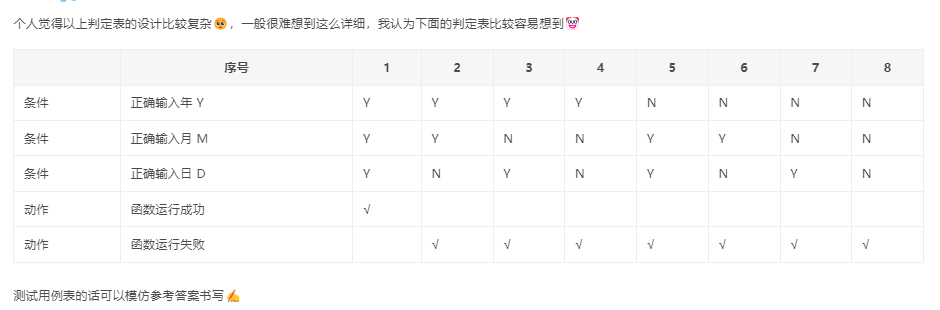 个人觉得以上判定表的设计比较复杂🥺，一般很难想到这么详细，我认为下面的判定表比较容易想到🤡
序号 1 2 3 4 5 6 7 8
条件 正确输入年 Y Y Y Y Y N N N N
条件 正确输入月 M Y Y N N Y Y N N
条件 正确输入日 D Y N Y N Y N Y N
动作 函数运行成功 √
动作 函数运行失败 √ √ √ √ √ √ √
测试用例表的话可以模仿参考答案书写✍